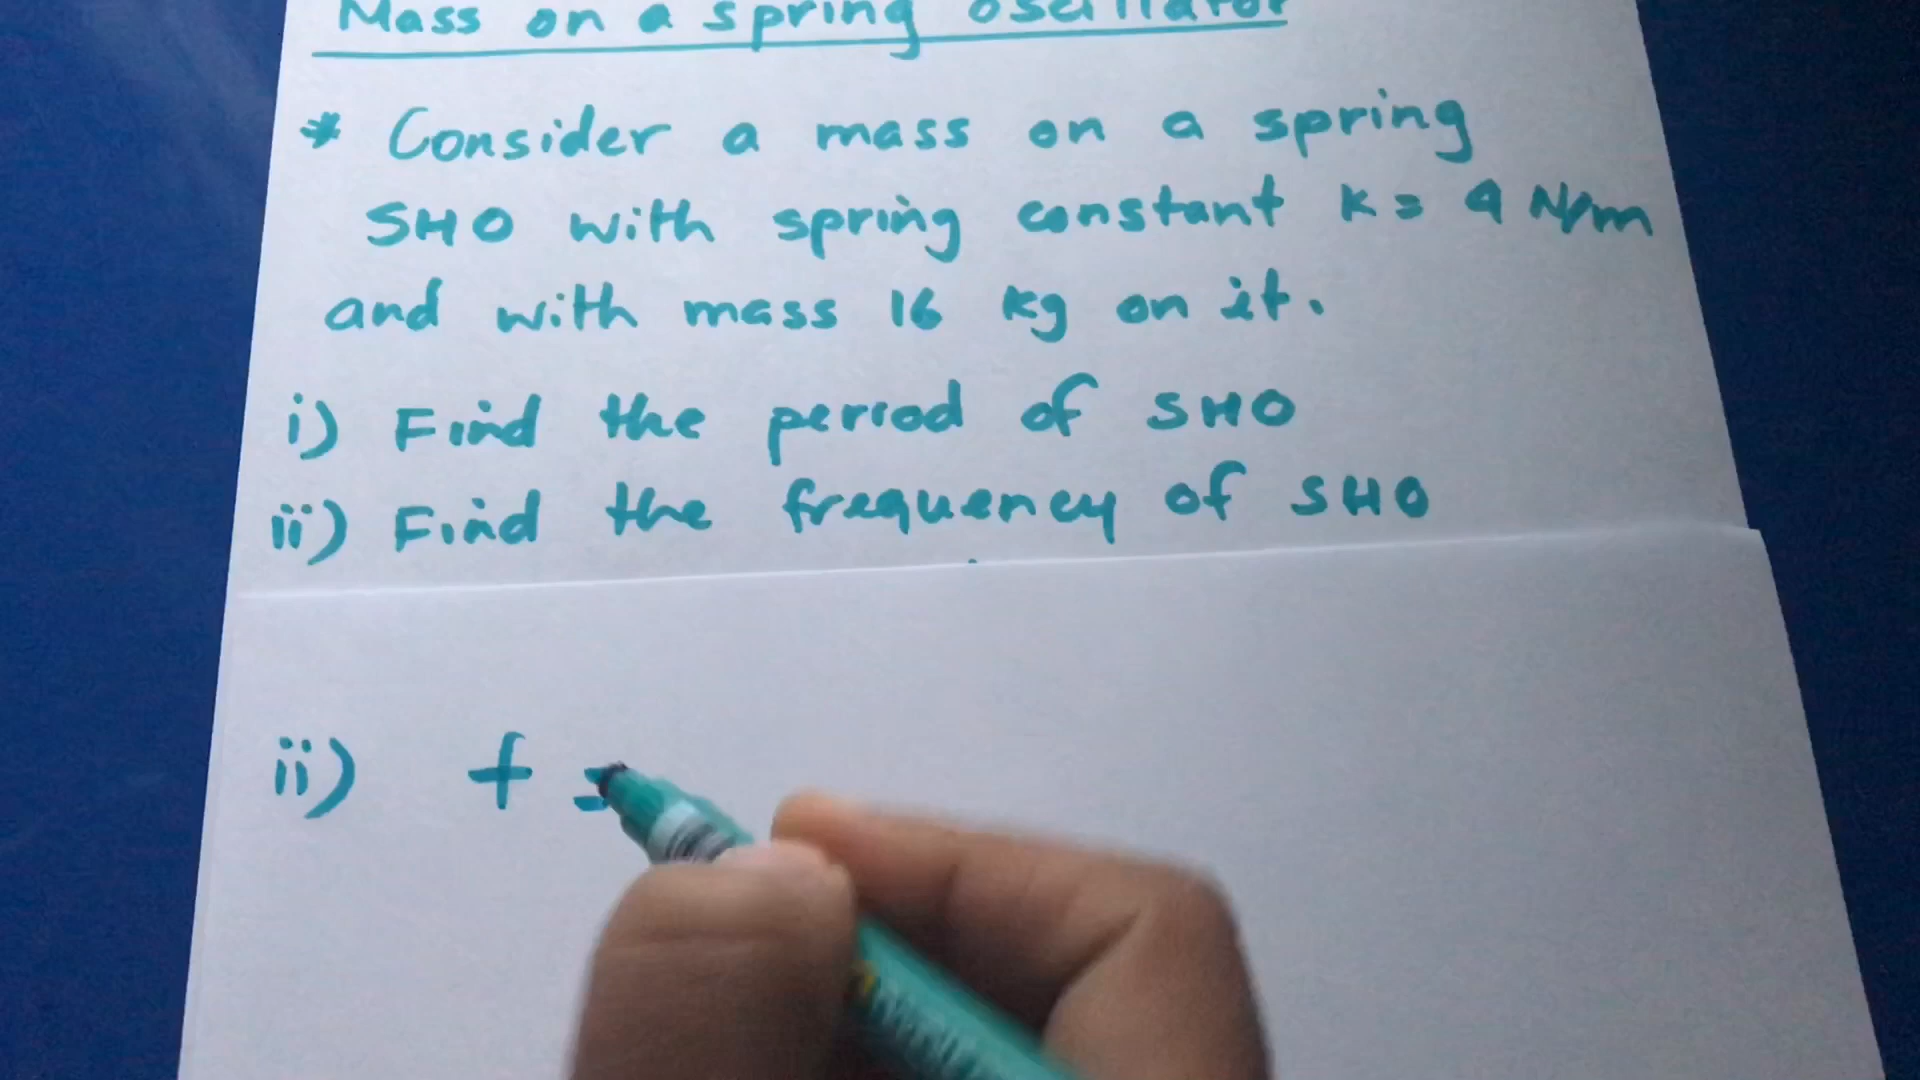 Mass on a spring oscillator
* Consider a mass on a spring
SHO with spring constant k = 4 N/m
and with mass 16 kg on it.
i) Find the period of SHO
ii) Find the frequency of SHO
ii) f =